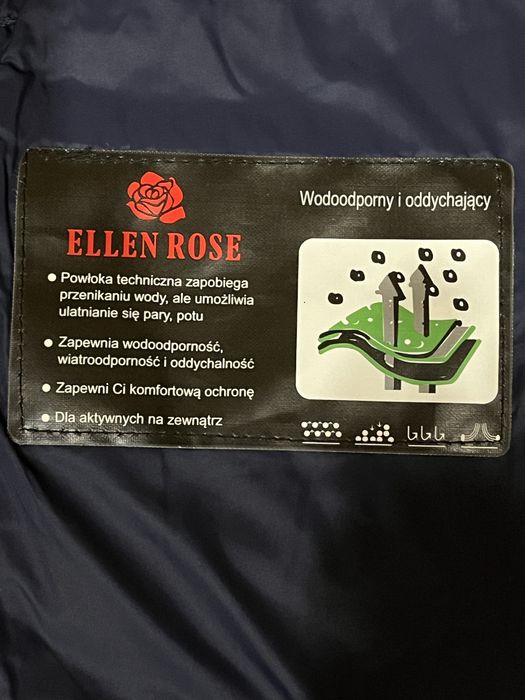 ELLEN ROSE
• Powłoka techniczna zapobiega
przenikaniu wody, ale umożliwia
ulatnianie się pary, potu
• Zapewnia wodoodporność,
wiatroodporność i oddychalność
• Zapewni Ci komfortową ochronę
• Dla aktywnych na zewnątrz
Wodoodporny i oddychający